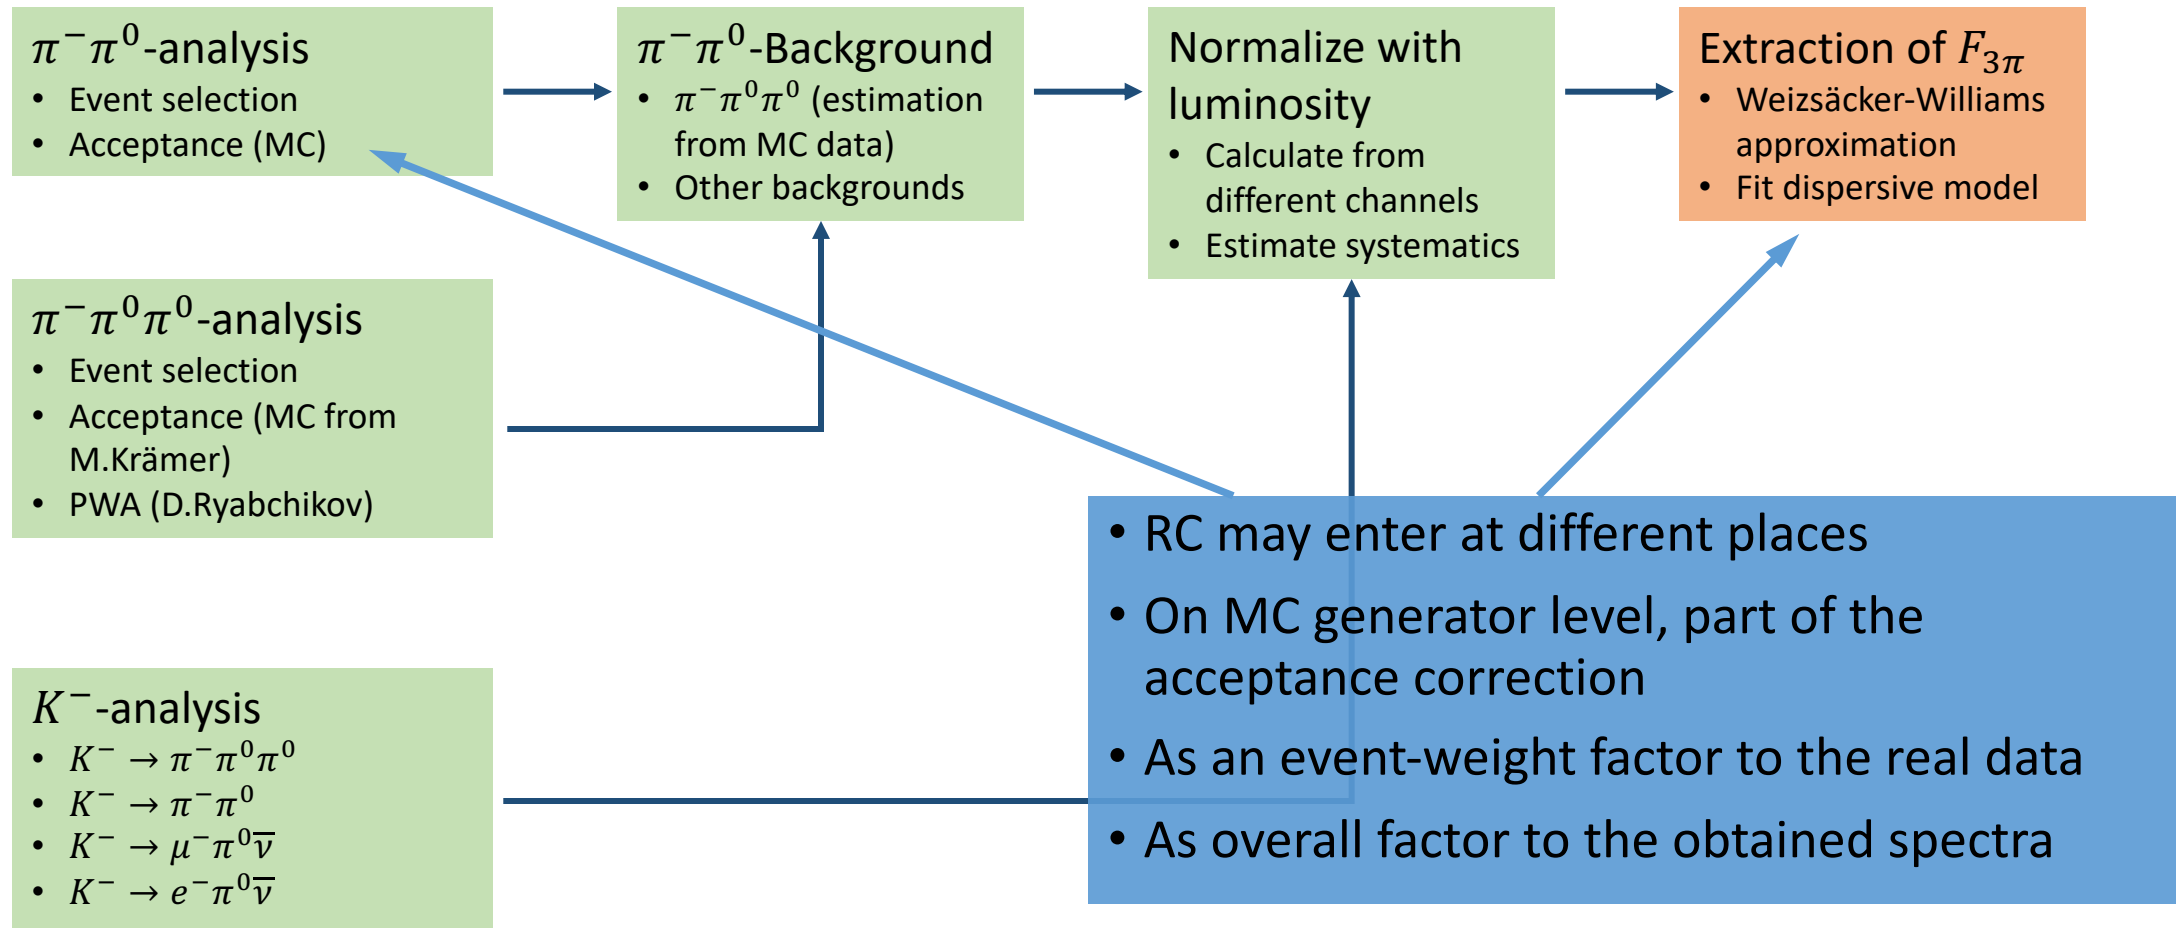 π⁻π⁰-analysis
• Event selection
• Acceptance (MC)
π⁻π⁰-Background
• π⁻π⁰π⁰ (estimation
from MC data)
• Other backgrounds
Normalize with
luminosity
• Calculate from
different channels
• Estimate systematics
Extraction of F₃π
• Weizsäcker-Williams
approximation
• Fit dispersive model
π⁻π⁰π⁰-analysis
• Event selection
• Acceptance (MC from
M.Krämer)
• PWA (D.Ryabchikov)
K⁻-analysis
• K⁻ → π⁻π⁰π⁰
• K⁻ → π⁻π⁰
• K⁻ → μ⁻π⁰ν̅
• K⁻ → e⁻π⁰ν̅
• RC may enter at different places
• On MC generator level, part of the
acceptance correction
• As an event-weight factor to the real data
• As overall factor to the obtained spectra